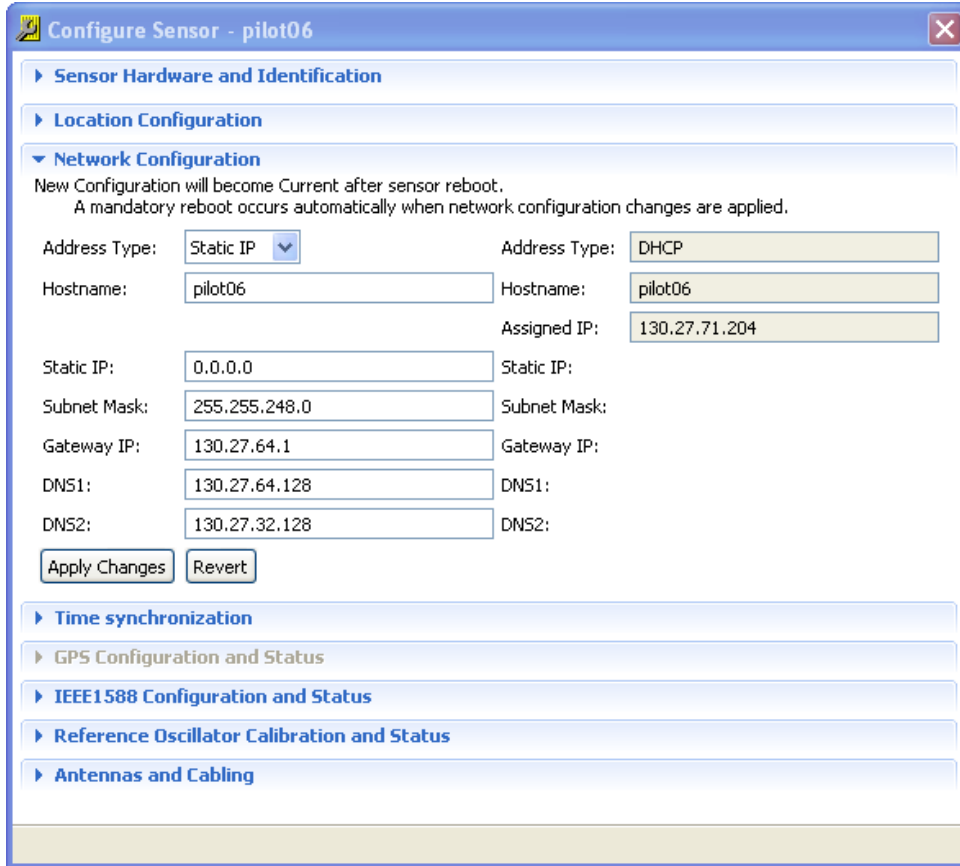 Configure Sensor - pilot06
Sensor Hardware and Identification
Location Configuration
Network Configuration
New Configuration will become Current after sensor reboot.
A mandatory reboot occurs automatically when network configuration changes are applied.
Address Type: Static IP Address Type: DHCP
Hostname: pilot06 Hostname: pilot06
Assigned IP: 130.27.71.204
Static IP: 0.0.0.0 Static IP:
Subnet Mask: 255.255.248.0 Subnet Mask:
Gateway IP: 130.27.64.1 Gateway IP:
DNS1: 130.27.64.128 DNS1:
DNS2: 130.27.32.128 DNS2:
Apply Changes Revert
Time synchronization
GPS Configuration and Status
IEEE1588 Configuration and Status
Reference Oscillator Calibration and Status
Antennas and Cabling